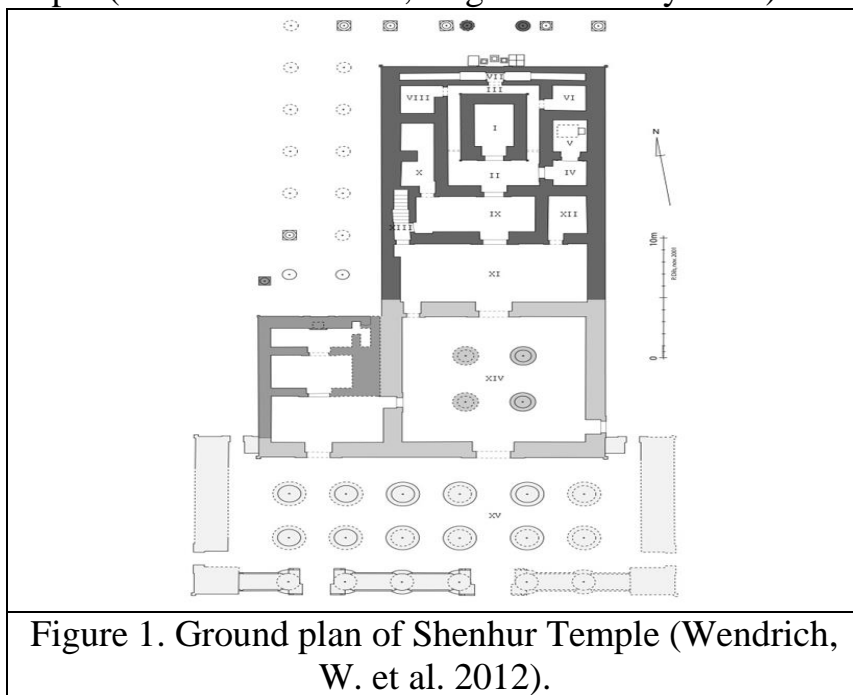 VII
III
VIII
VI
I
V
N
X
II
IV
IX
XII
XIII
10m
XI
0
XIV
XV
Figure 1. Ground plan of Shenhur Temple (Wendrich,
W. et al. 2012).